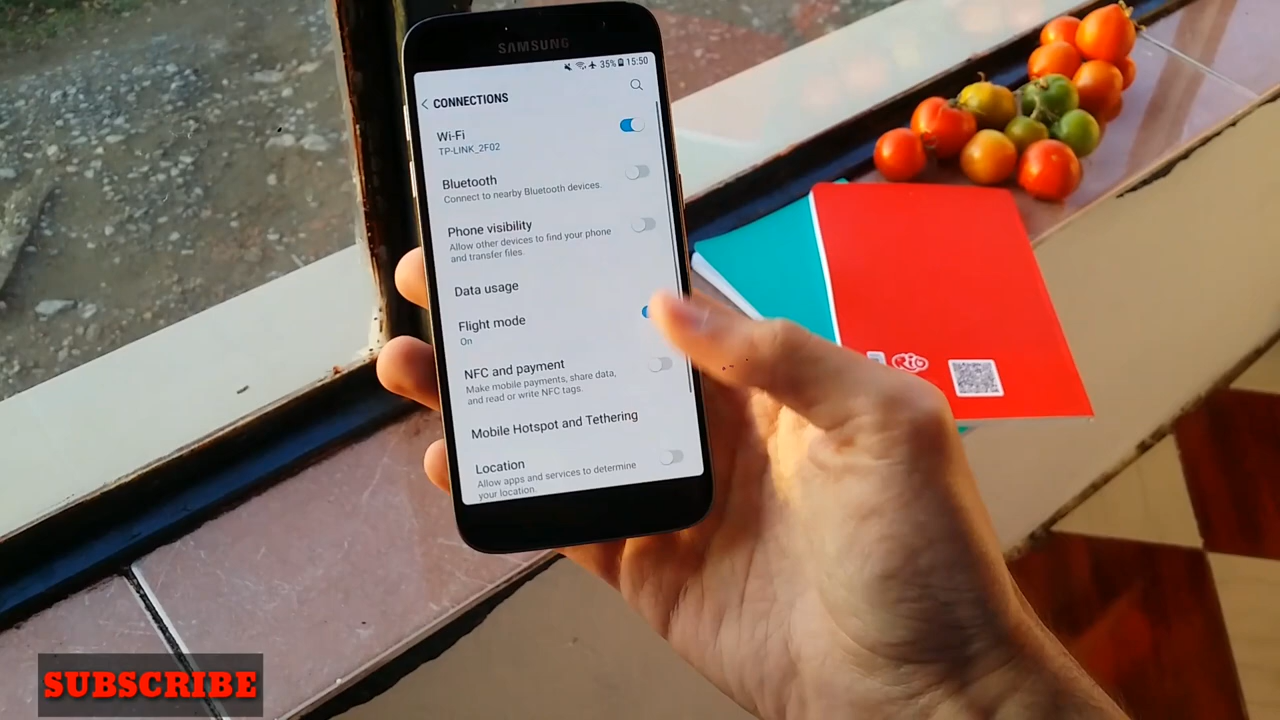 SAMSUNG
35% 15:50
CONNECTIONS
Wi-Fi
TP-LINK_2F02
Bluetooth
Connect to nearby Bluetooth devices.
Phone visibility
Allow other devices to find your phone
and transfer files.
Data usage
Flight mode
On
NFC and payment
Make mobile payments, share data,
and read or write NFC tags.
Mobile Hotspot and Tethering
Location
Allow apps and services to determine
your location.
Rio
SUBSCRIBE